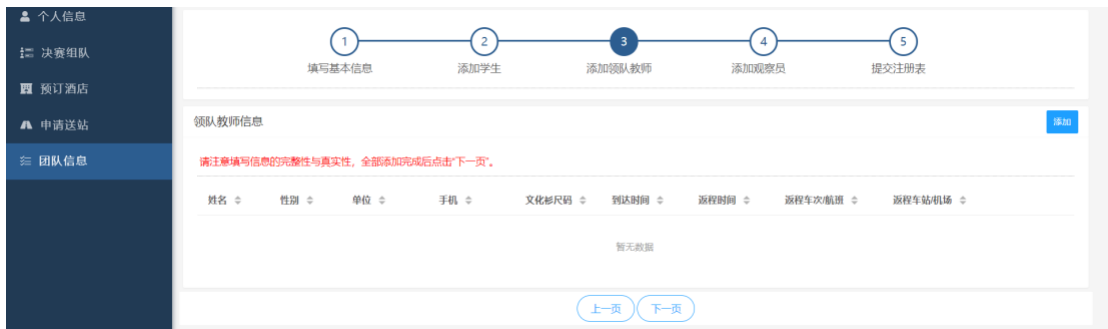 个人信息
决赛组队
预订酒店
申请送站
团队信息
1 2 3 4 5
填写基本信息 添加学生 添加领队教师 添加观察员 提交注册表
领队教师信息 添加
请注意填写信息的完整性与真实性，全部添加完成后点击“下一页”。
姓名 性别 单位 手机 文化衫尺码 到达时间 返程时间 返程车次/航班 返程车站/机场
暂无数据
上一页 下一页